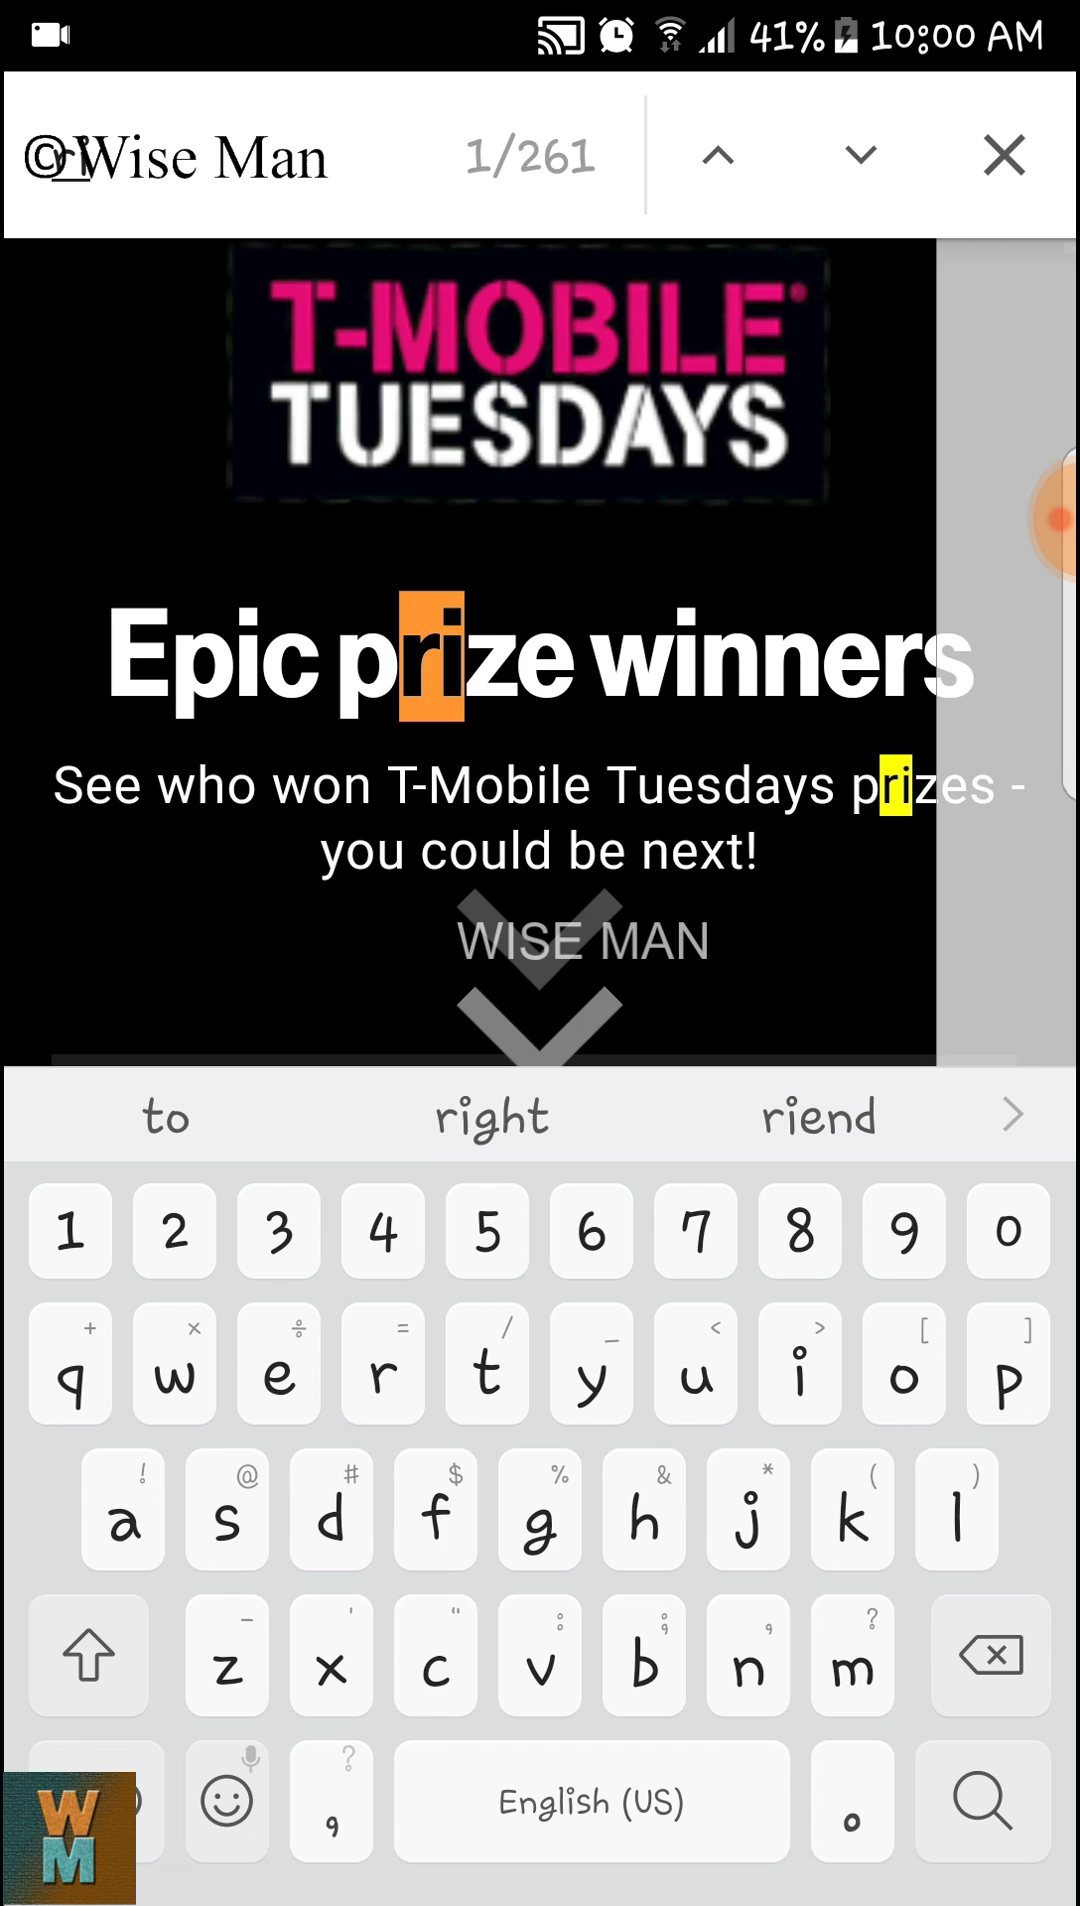 41% 10:00 AM
ri
©Wise Man
1/261
T-MOBILE
TUESDAYS
Epic prize winners
See who won T-Mobile Tuesdays prizes -
you could be next!
WISE MAN
to right riend
1 2 3 4 5 6 7 8 9 0
+ × ÷ = / _ < > [ ]
q w e r t y u i o p
! @ # $ % & * ( )
a s d f g h j k l
- ' " : ; , ?
z x c v b n m
?
, English (US) .
WM